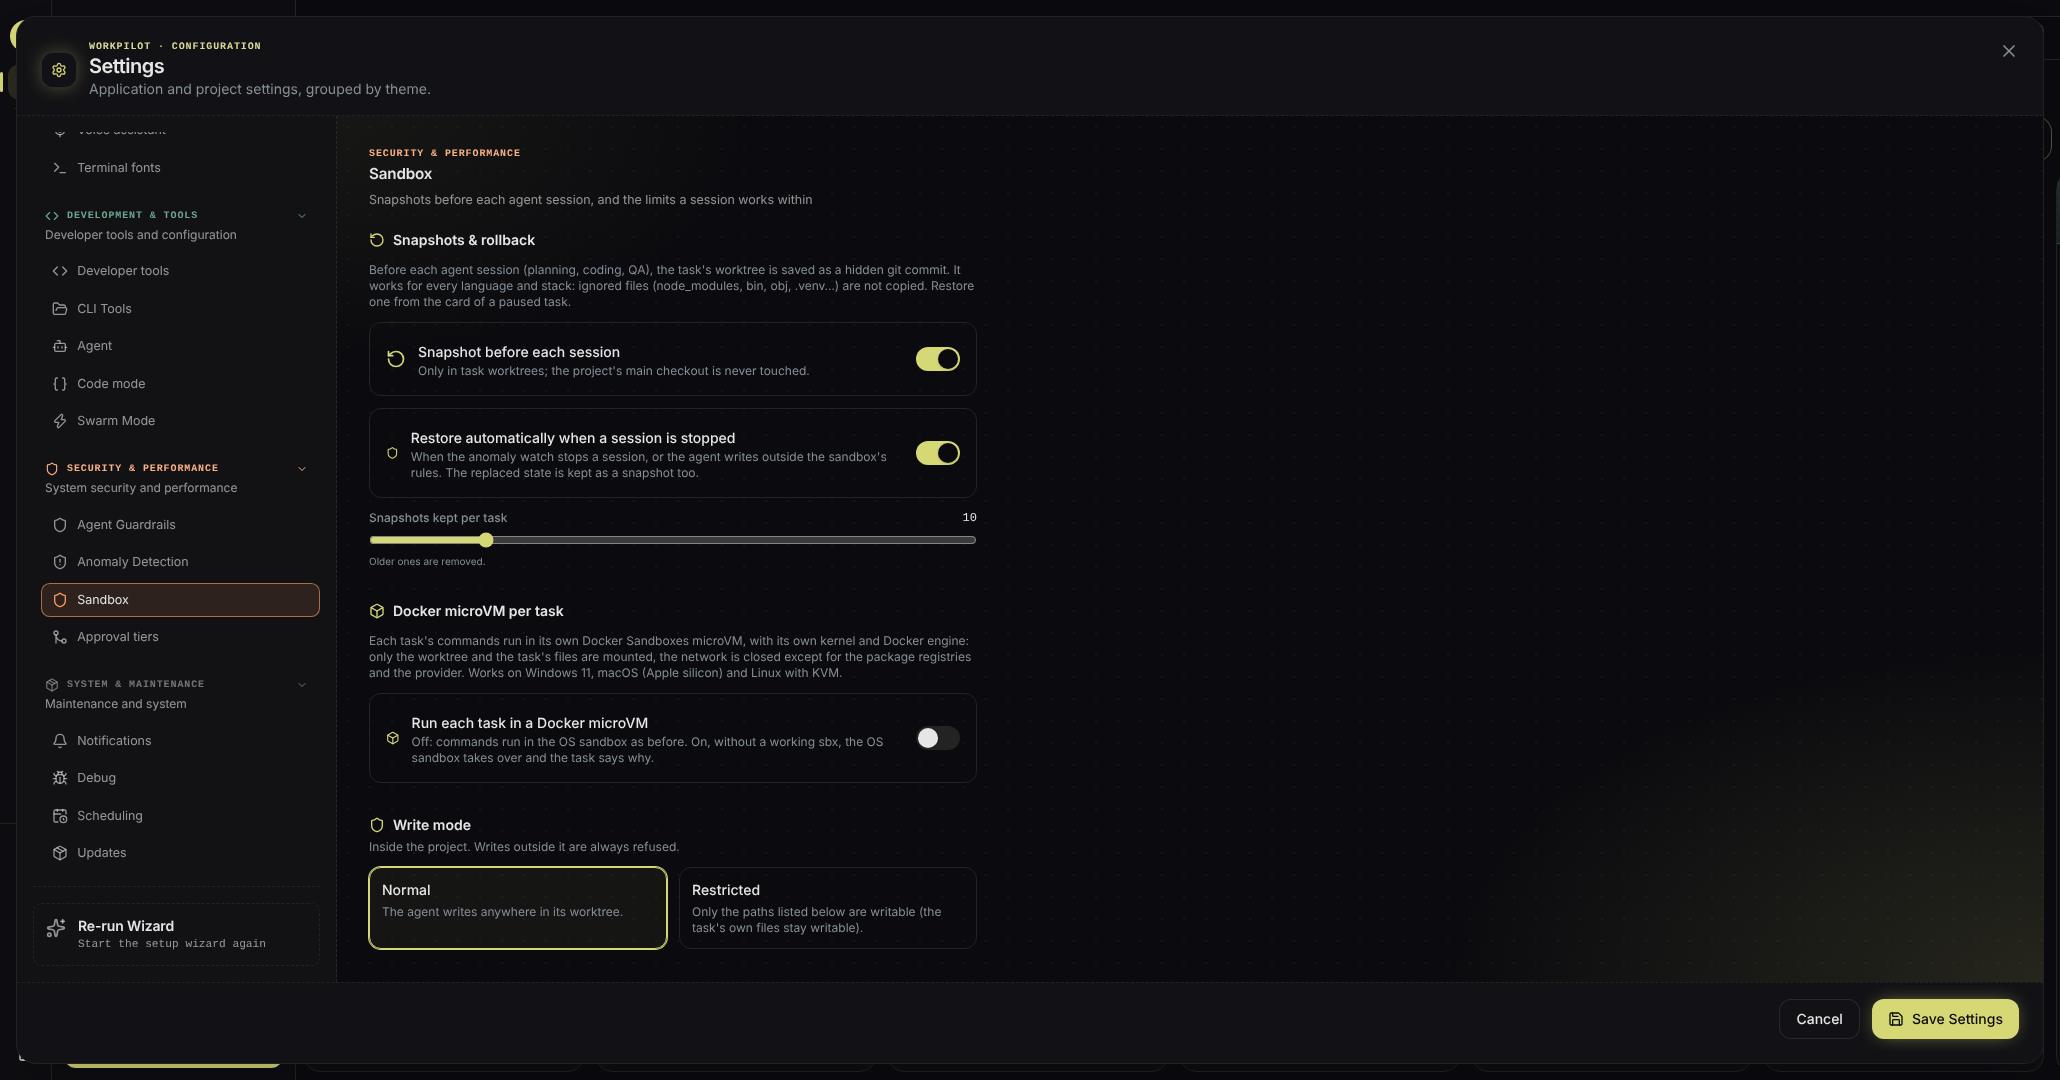 WORKPILOT · CONFIGURATION
Settings
Application and project settings, grouped by theme.
Terminal fonts
DEVELOPMENT & TOOLS
Developer tools and configuration
Developer tools
CLI Tools
Agent
Code mode
Swarm Mode
SECURITY & PERFORMANCE
System security and performance
Agent Guardrails
Anomaly Detection
Sandbox
Approval tiers
SYSTEM & MAINTENANCE
Maintenance and system
Notifications
Debug
Scheduling
Updates
Re-run Wizard
Start the setup wizard again
SECURITY & PERFORMANCE
Sandbox
Snapshots before each agent session, and the limits a session works within
Snapshots & rollback
Before each agent session (planning, coding, QA), the task's worktree is saved as a hidden git commit. It
works for every language and stack: ignored files (node_modules, bin, obj, .venv...) are not copied. Restore
one from the card of a paused task.
Snapshot before each session
Only in task worktrees; the project's main checkout is never touched.
Restore automatically when a session is stopped
When the anomaly watch stops a session, or the agent writes outside the sandbox's
rules. The replaced state is kept as a snapshot too.
Snapshots kept per task
10
Older ones are removed.
Docker microVM per task
Each task's commands run in its own Docker Sandboxes microVM, with its own kernel and Docker engine:
only the worktree and the task's files are mounted, the network is closed except for the package registries
and the provider. Works on Windows 11, macOS (Apple silicon) and Linux with KVM.
Run each task in a Docker microVM
Off: commands run in the OS sandbox as before. On, without a working sbx, the OS
sandbox takes over and the task says why.
Write mode
Inside the project. Writes outside it are always refused.
Normal
The agent writes anywhere in its worktree.
Restricted
Only the paths listed below are writable (the
task's own files stay writable).
Cancel
Save Settings